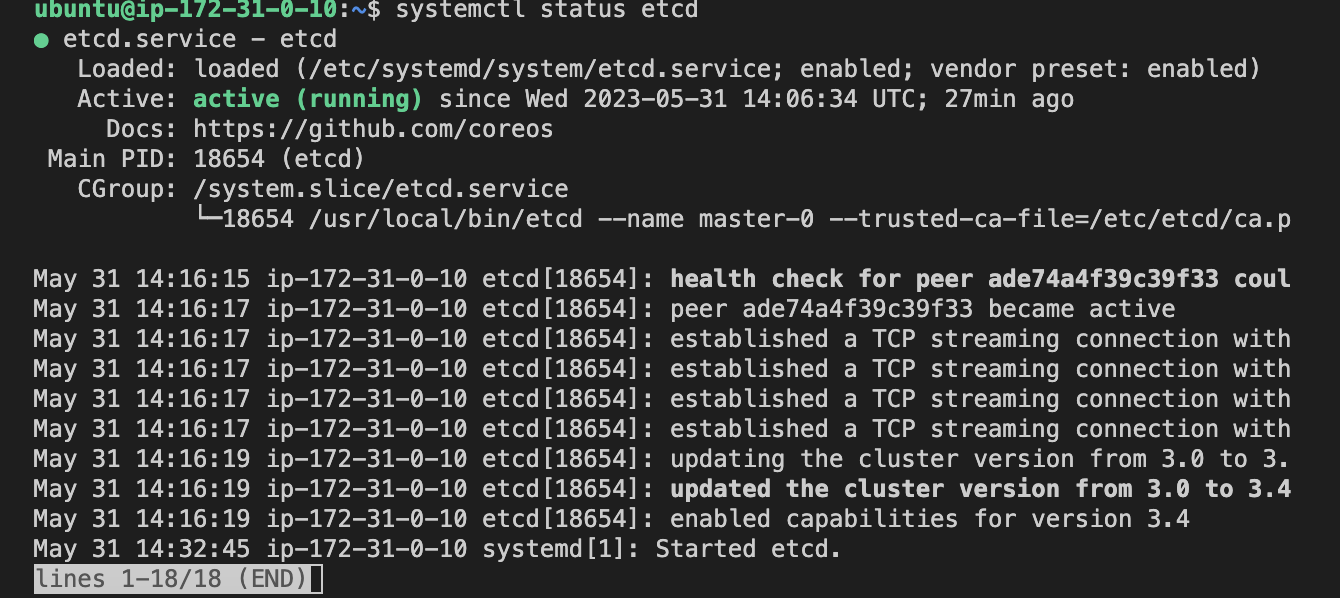 ubuntu@ip-172-31-0-10:~$ systemctl status etcd
● etcd.service - etcd
   Loaded: loaded (/etc/systemd/system/etcd.service; enabled; vendor preset: enabled)
   Active: active (running) since Wed 2023-05-31 14:06:34 UTC; 27min ago
     Docs: https://github.com/coreos
 Main PID: 18654 (etcd)
   CGroup: /system.slice/etcd.service
           └─18654 /usr/local/bin/etcd --name master-0 --trusted-ca-file=/etc/etcd/ca.p
May 31 14:16:15 ip-172-31-0-10 etcd[18654]: health check for peer ade74a4f39c39f33 coul
May 31 14:16:17 ip-172-31-0-10 etcd[18654]: peer ade74a4f39c39f33 became active
May 31 14:16:17 ip-172-31-0-10 etcd[18654]: established a TCP streaming connection with
May 31 14:16:17 ip-172-31-0-10 etcd[18654]: established a TCP streaming connection with
May 31 14:16:17 ip-172-31-0-10 etcd[18654]: established a TCP streaming connection with
May 31 14:16:17 ip-172-31-0-10 etcd[18654]: established a TCP streaming connection with
May 31 14:16:19 ip-172-31-0-10 etcd[18654]: updating the cluster version from 3.0 to 3.
May 31 14:16:19 ip-172-31-0-10 etcd[18654]: updated the cluster version from 3.0 to 3.4
May 31 14:16:19 ip-172-31-0-10 etcd[18654]: enabled capabilities for version 3.4
May 31 14:32:45 ip-172-31-0-10 systemd[1]: Started etcd.
lines 1-18/18 (END)